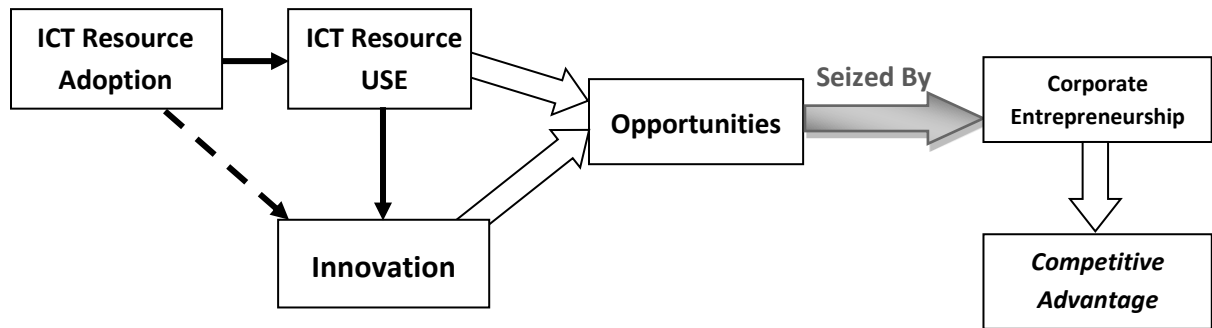 ICT Resource
Adoption
ICT Resource
USE
Innovation
Opportunities
Seized By
Corporate
Entrepreneurship
Competitive
Advantage